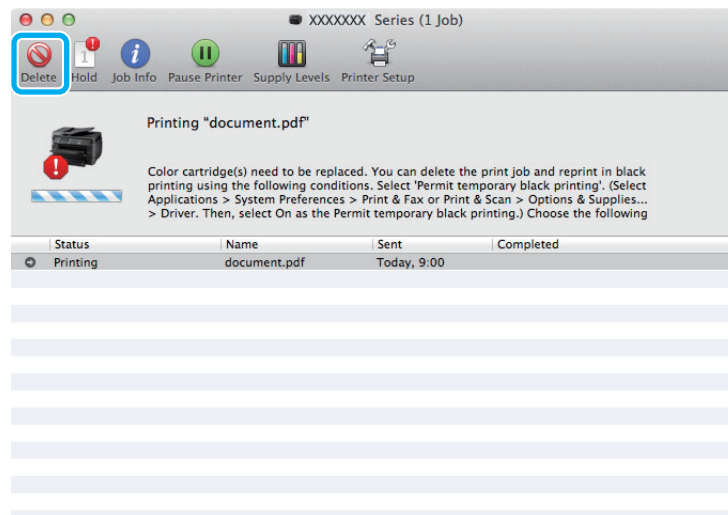 XXXXXXX Series (1 Job)
1
Delete Hold Job Info Pause Printer Supply Levels Printer Setup
Printing "document.pdf"
Color cartridge(s) need to be replaced. You can delete the print job and reprint in black
printing using the following conditions. Select 'Permit temporary black printing'. (Select
Applications > System Preferences > Print & Fax or Print & Scan > Options & Supplies...
> Driver. Then, select On as the Permit temporary black printing.) Choose the following
Status Name Sent Completed
Printing document.pdf Today, 9:00